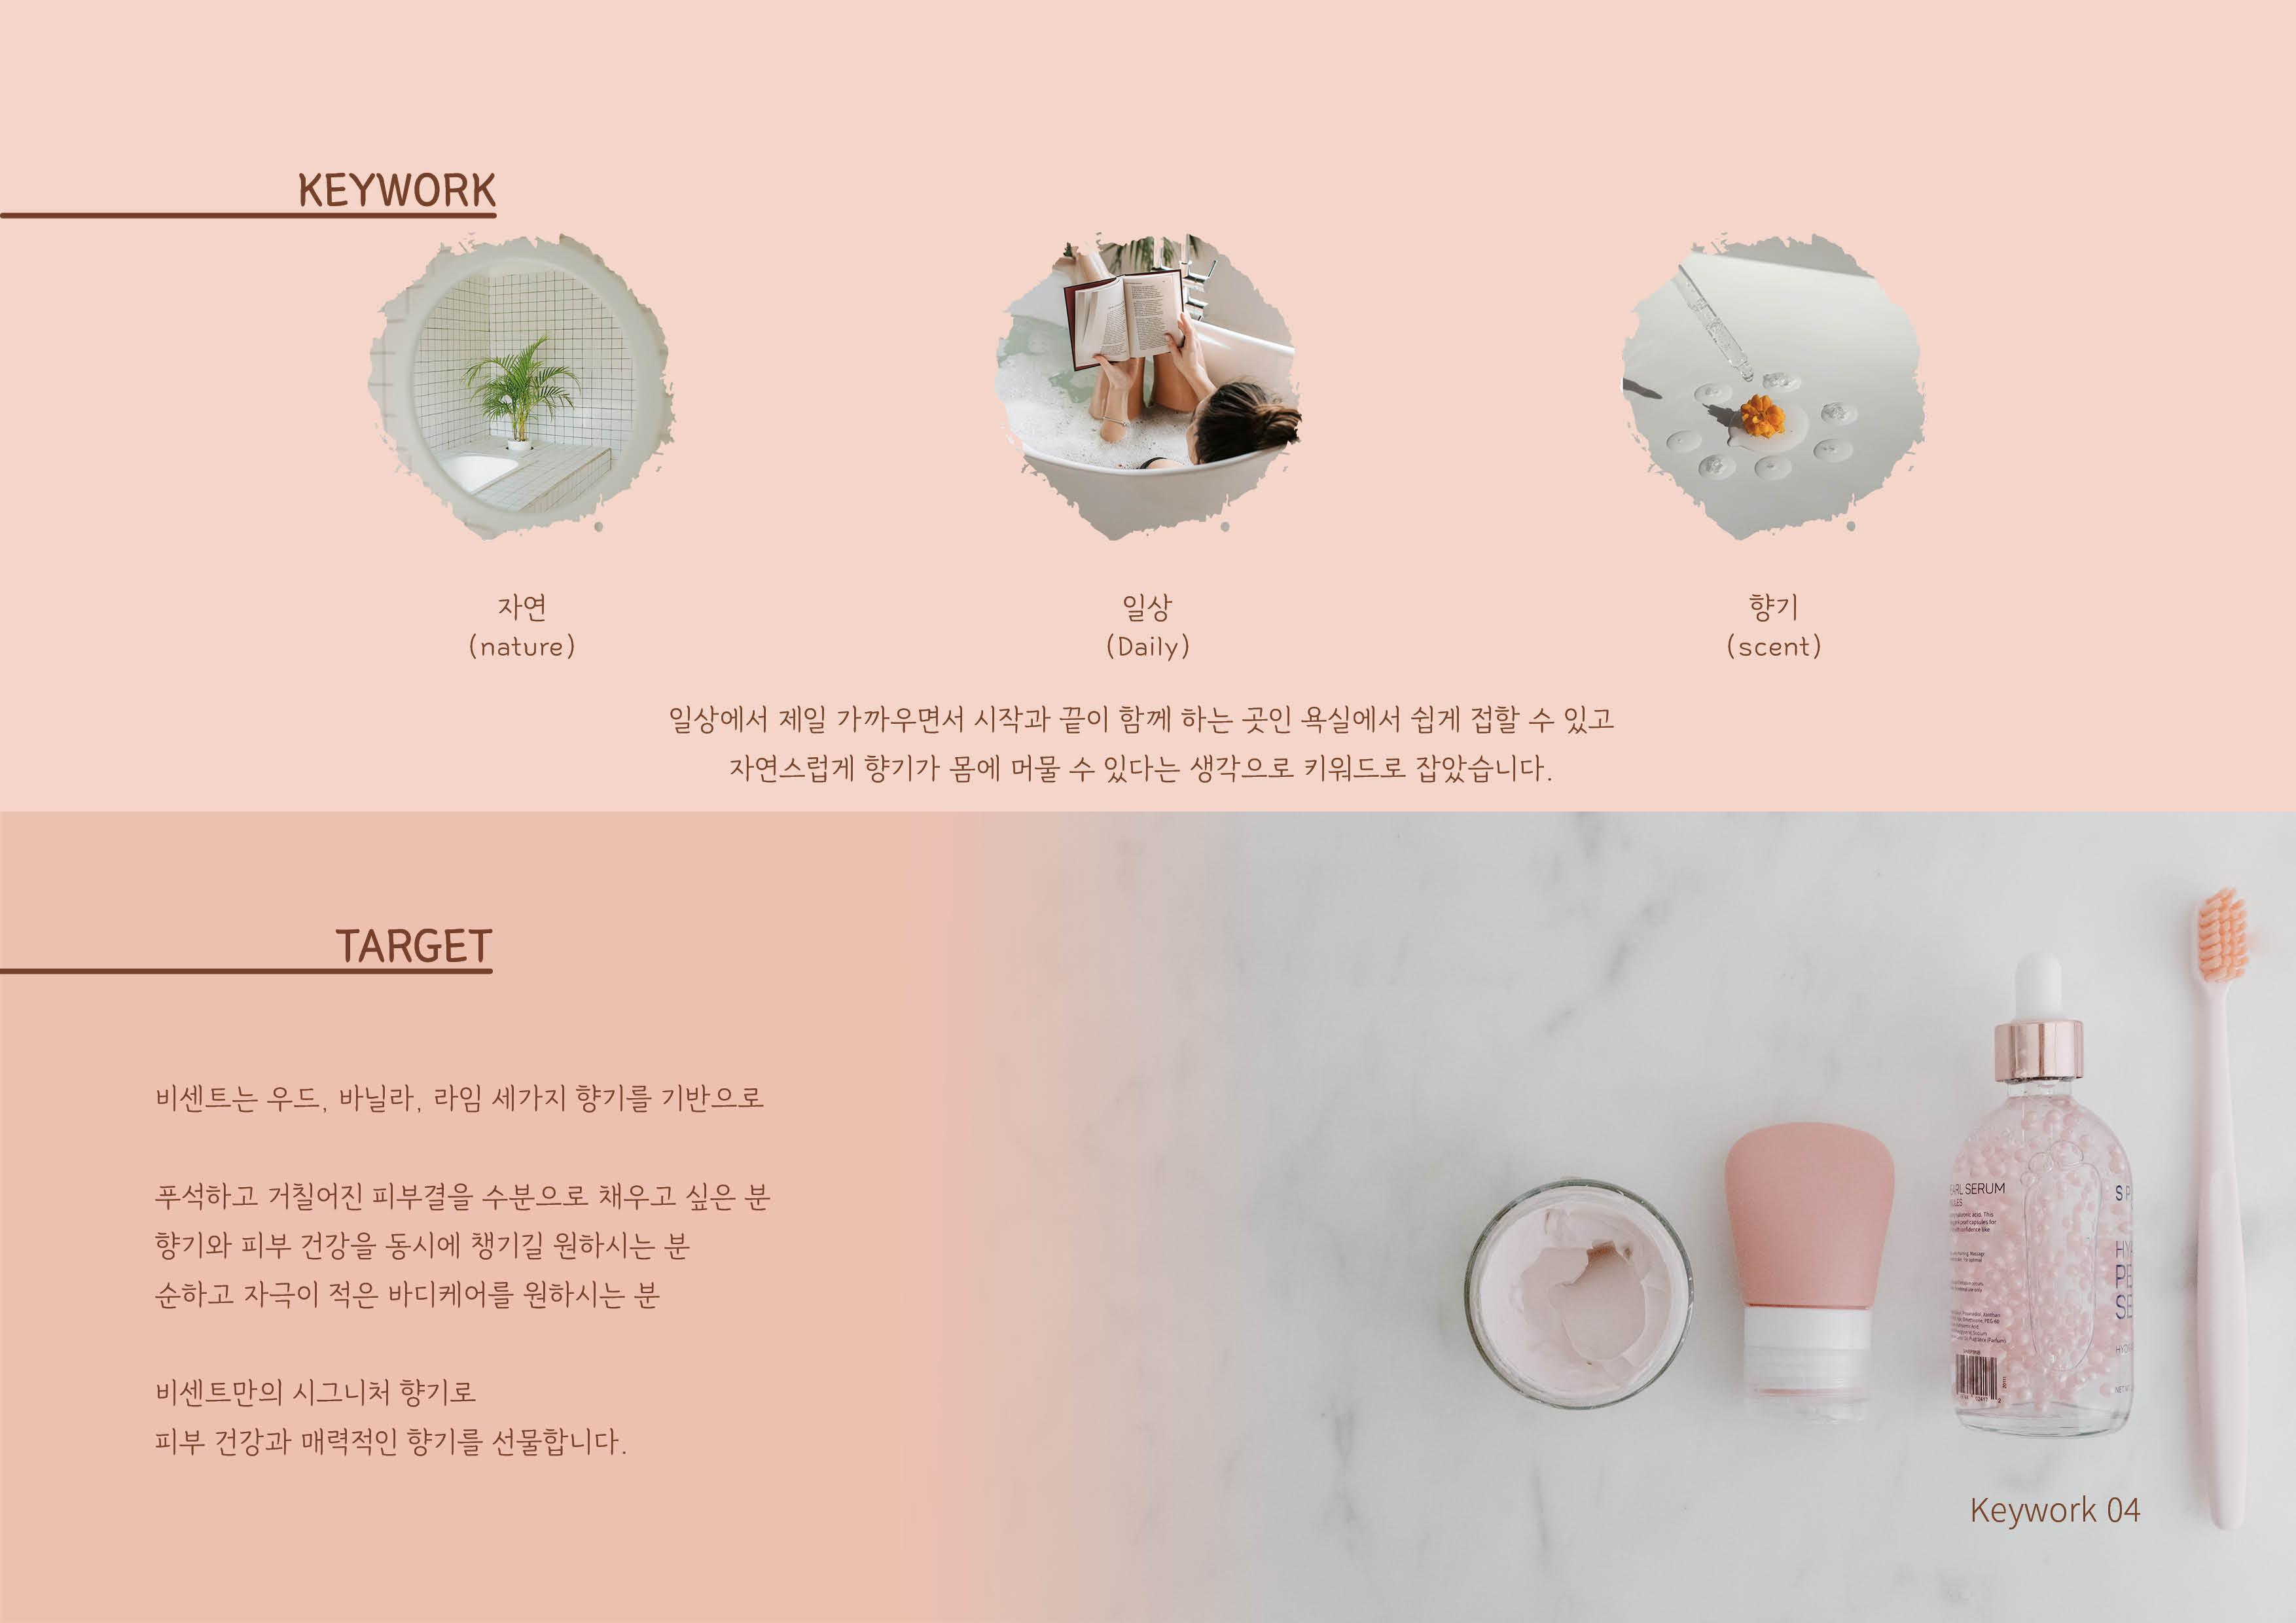 KEYWORK
자연
(nature)
일상
(Daily)
향기
(scent)
일상에서 제일 가까우면서 시작과 끝이 함께 하는 곳인 욕실에서 쉽게 접할 수 있고
자연스럽게 향기가 몸에 머물 수 있다는 생각으로 키워드로 잡았습니다.
TARGET
비센트는 우드, 바닐라, 라임 세가지 향기를 기반으로
푸석하고 거칠어진 피부결을 수분으로 채우고 싶은 분
향기와 피부 건강을 동시에 챙기길 원하시는 분
순하고 자극이 적은 바디케어를 원하시는 분
비센트만의 시그니처 향기로
피부 건강과 매력적인 향기를 선물합니다.
SERUM
Keywork 04